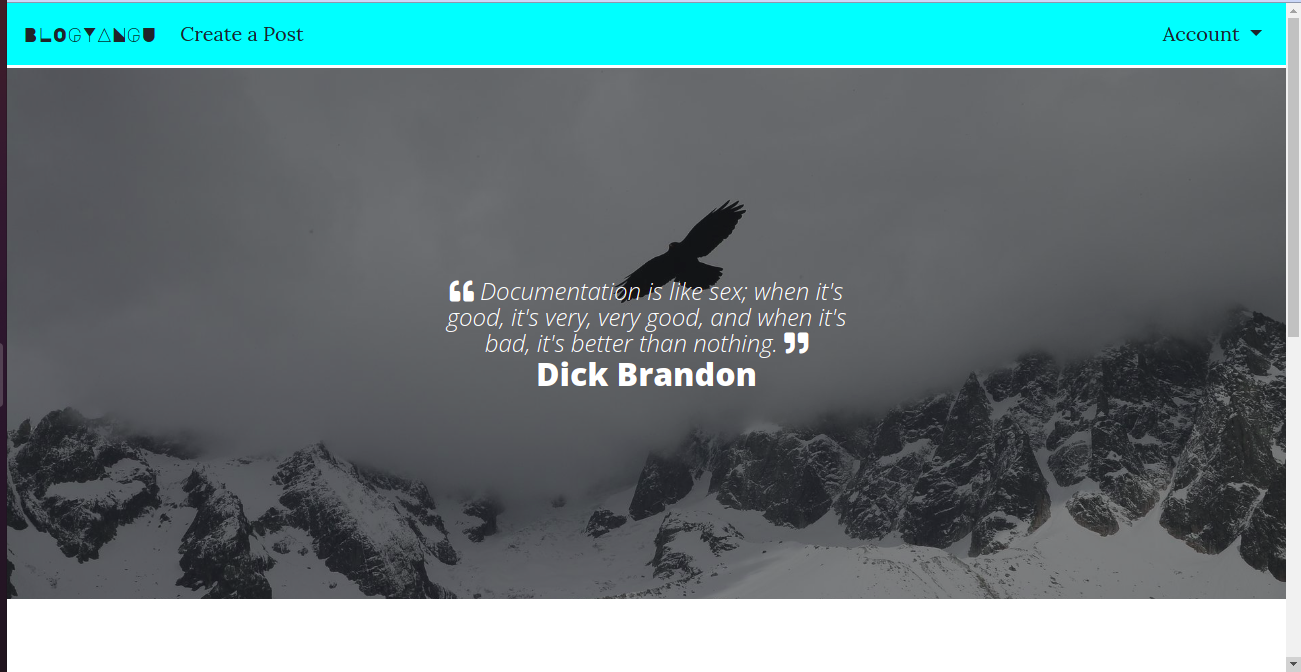 BLOGYANGU Create a Post Account
❝ Documentation is like sex; when it's
good, it's very, very good, and when it's
bad, it's better than nothing. ❞
Dick Brandon